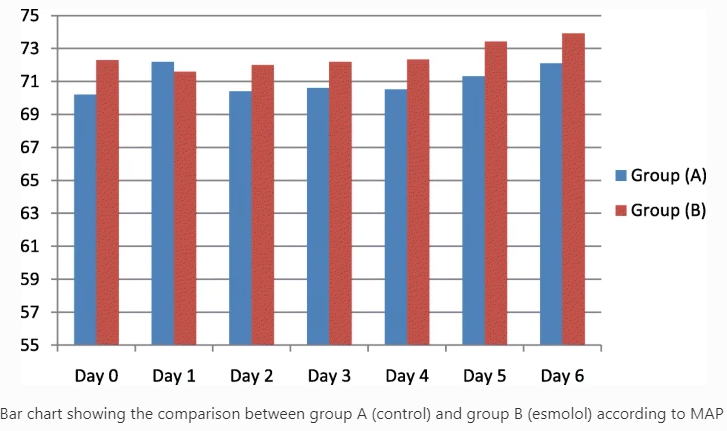 75
73
71
69
67
65
63
61
59
57
55
Day 0 Day 1 Day 2 Day 3 Day 4 Day 5 Day 6
Group (A)
Group (B)
Bar chart showing the comparison between group A (control) and group B (esmolol) according to MAP